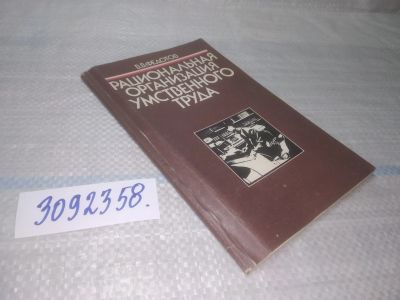 В.В.ФЕДОТОВ
РАЦИОНАЛЬНАЯ
ОРГАНИЗАЦИЯ
УМСТВЕННОГО
ТРУДА
3092358.